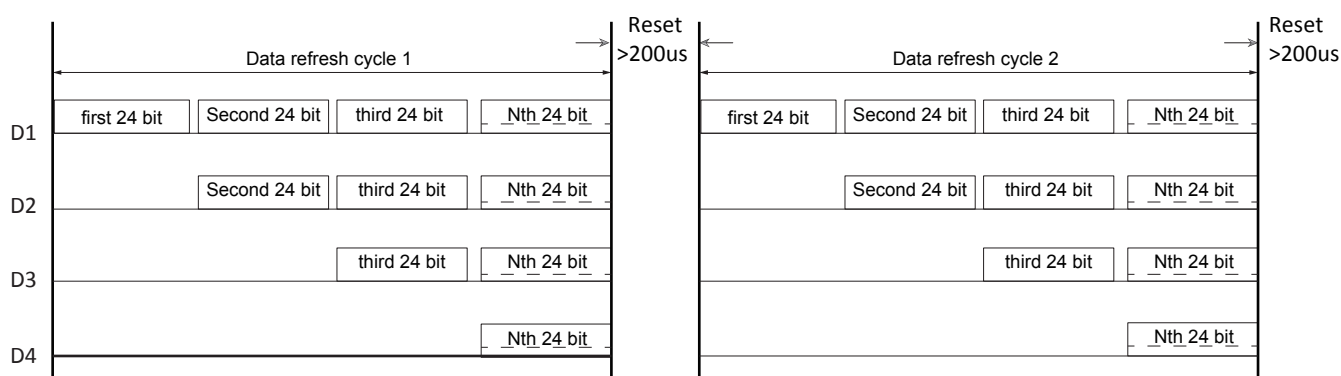 Reset
>200us
Reset
>200us
Data refresh cycle 1
Data refresh cycle 2
D1
first 24 bit
Second 24 bit
third 24 bit
Nth 24 bit
first 24 bit
Second 24 bit
third 24 bit
Nth 24 bit
D2
Second 24 bit
third 24 bit
Nth 24 bit
Second 24 bit
third 24 bit
Nth 24 bit
D3
third 24 bit
Nth 24 bit
third 24 bit
Nth 24 bit
D4
Nth 24 bit
Nth 24 bit